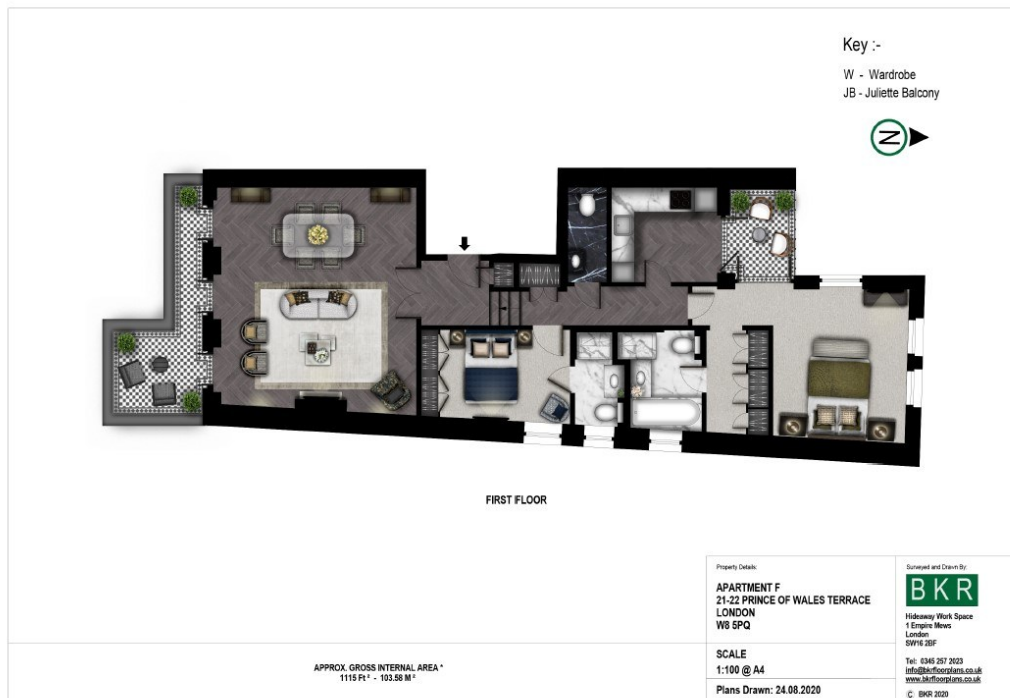 Key :-
W - Wardrobe
JB - Juliette Balcony
N
FIRST FLOOR
APPROX. GROSS INTERNAL AREA *
1115 Ft ² - 103.58 M ²
Property Details:
APARTMENT F
21-22 PRINCE OF WALES TERRACE
LONDON
W8 5PQ
SCALE
1:100 @ A4
Plans Drawn: 24.08.2020
Surveyed and Drawn By:
BKR
Hideaway Work Space
1 Empire Mews
London
SW16 2BF
Tel: 0345 257 2023
info@bkrfloorplans.co.uk
www.bkrfloorplans.co.uk
C BKR 2020